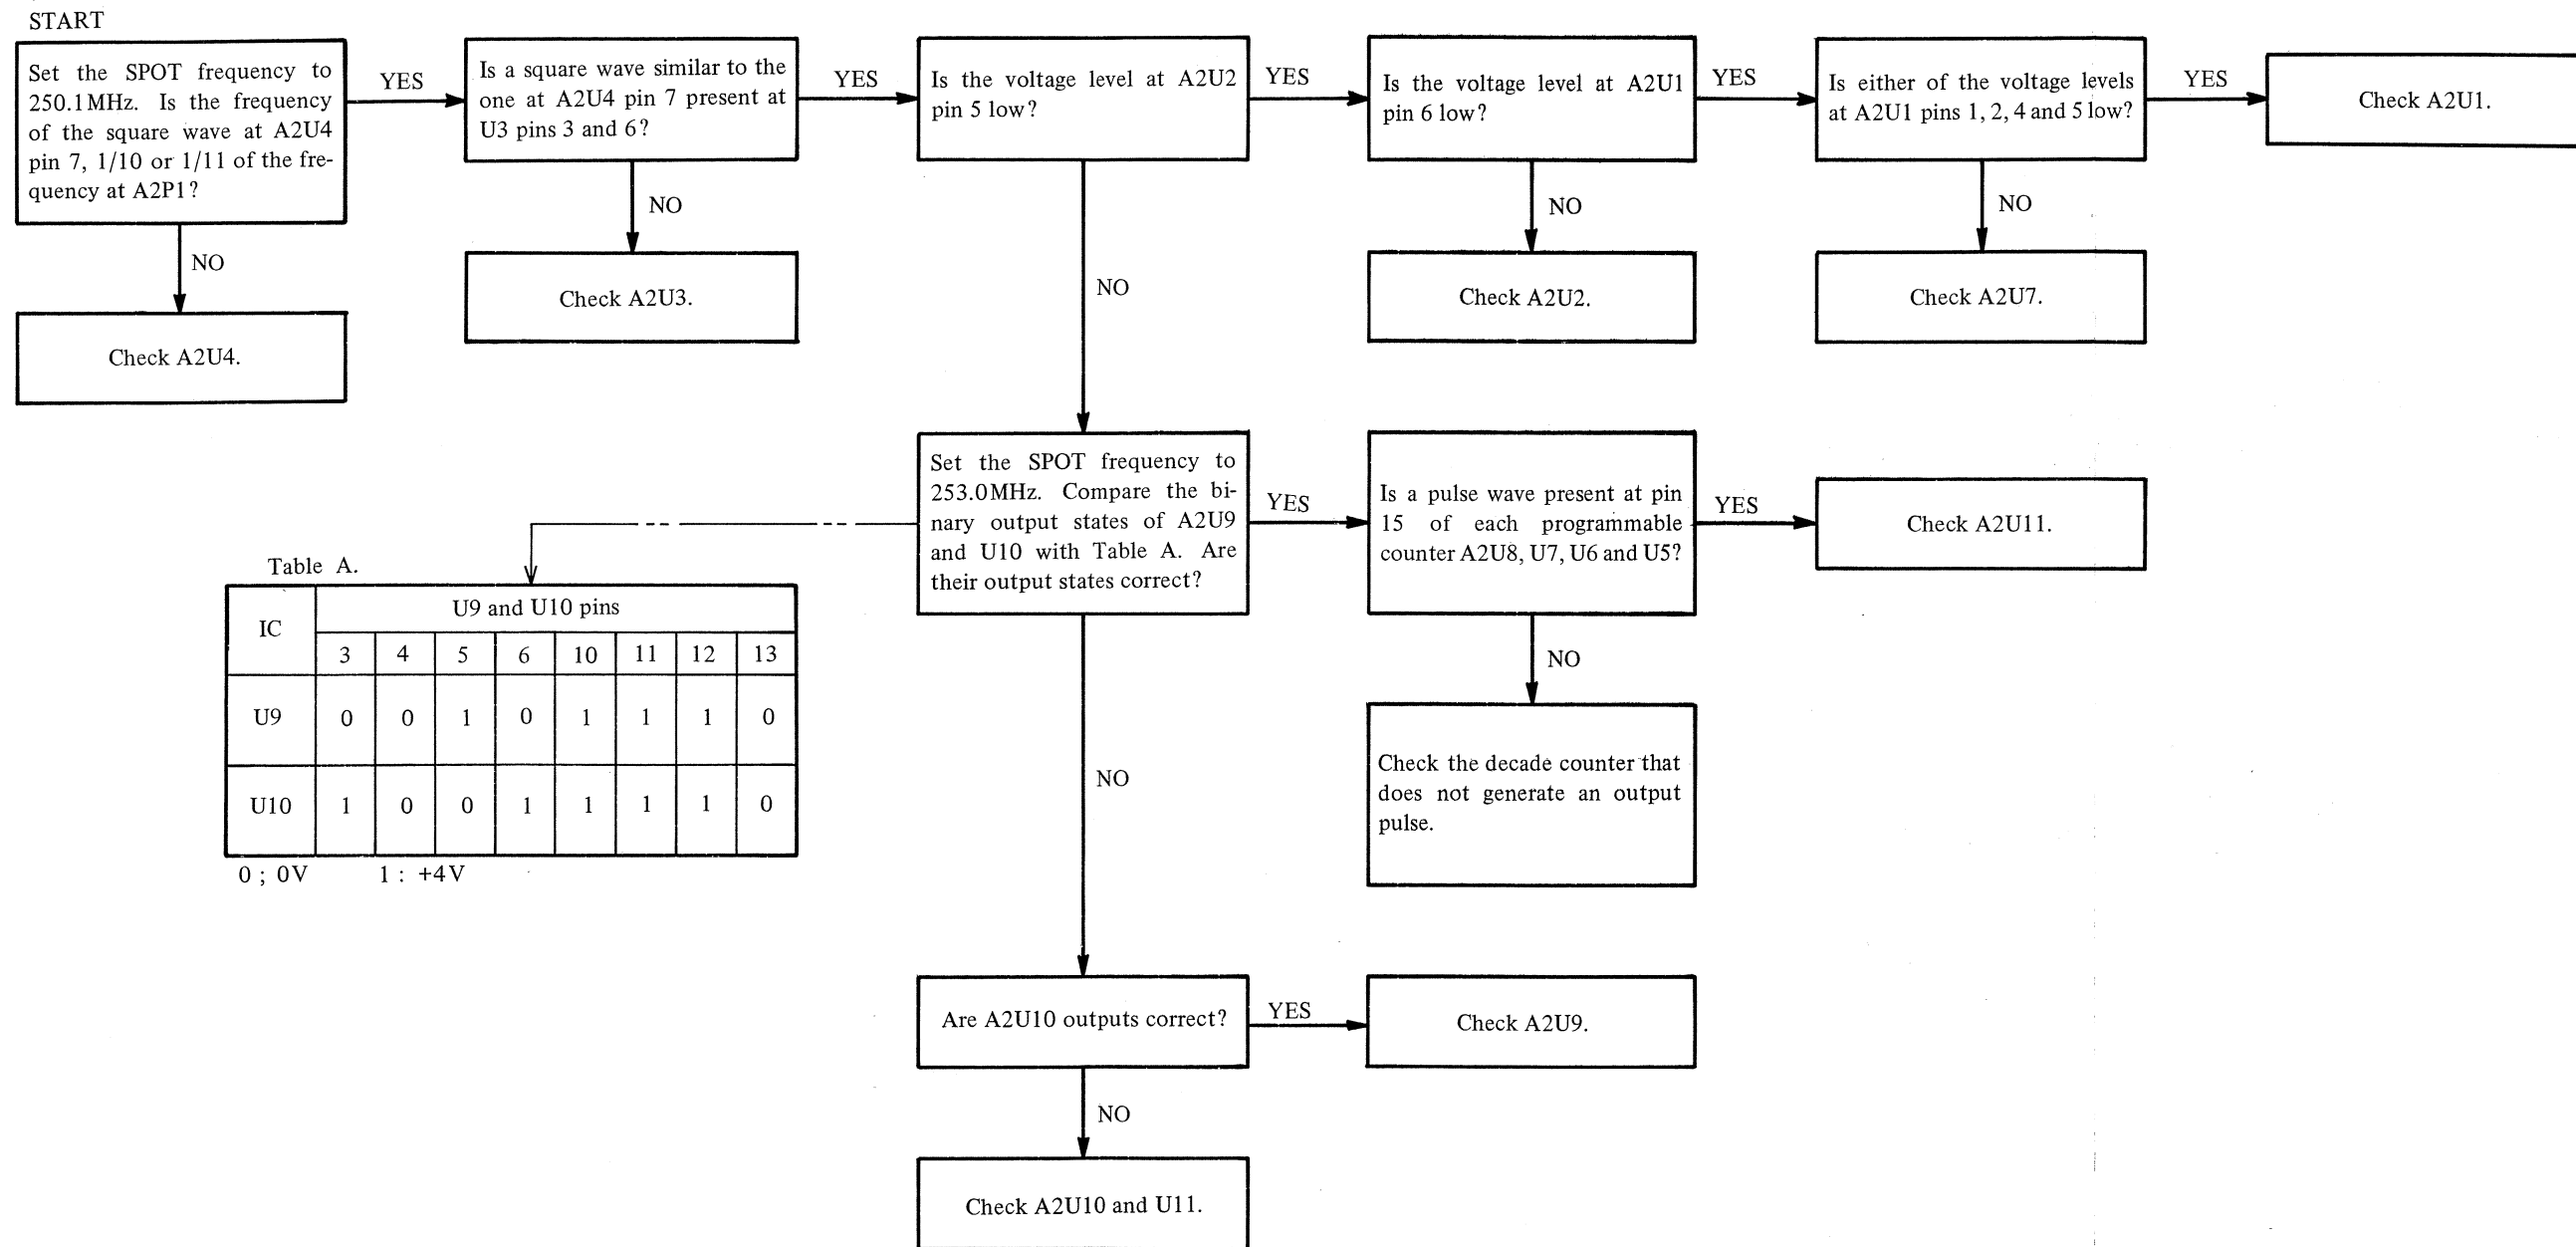 START
Set the SPOT frequency to
250.1MHz. Is the frequency
of the square wave at A2U4
pin 7, 1/10 or 1/11 of the fre-
quency at A2P1?
YES
Is a square wave similar to the
one at A2U4 pin 7 present at
U3 pins 3 and 6?
YES
Is the voltage level at A2U2
pin 5 low?
YES
Is the voltage level at A2U1
pin 6 low?
YES
Is either of the voltage levels
at A2U1 pins 1, 2, 4 and 5 low?
YES
Check A2U1.
NO
Check A2U4.
NO
Check A2U3.
NO
NO
Check A2U2.
NO
Check A2U7.
Set the SPOT frequency to
253.0MHz. Compare the bi-
nary output states of A2U9
and U10 with Table A. Are
their output states correct?
YES
Is a pulse wave present at pin
15 of each programmable
counter A2U8, U7, U6 and U5?
YES
Check A2U11.
NO
Check the decade counter that
does not generate an output
pulse.
Table A.
IC U9 and U10 pins
3 4 5 6 10 11 12 13
U9 0 0 1 0 1 1 1 0
U10 1 0 0 1 1 1 1 0
0 ; 0V 1 : +4V
NO
Are A2U10 outputs correct?
YES
Check A2U9.
NO
Check A2U10 and U11.